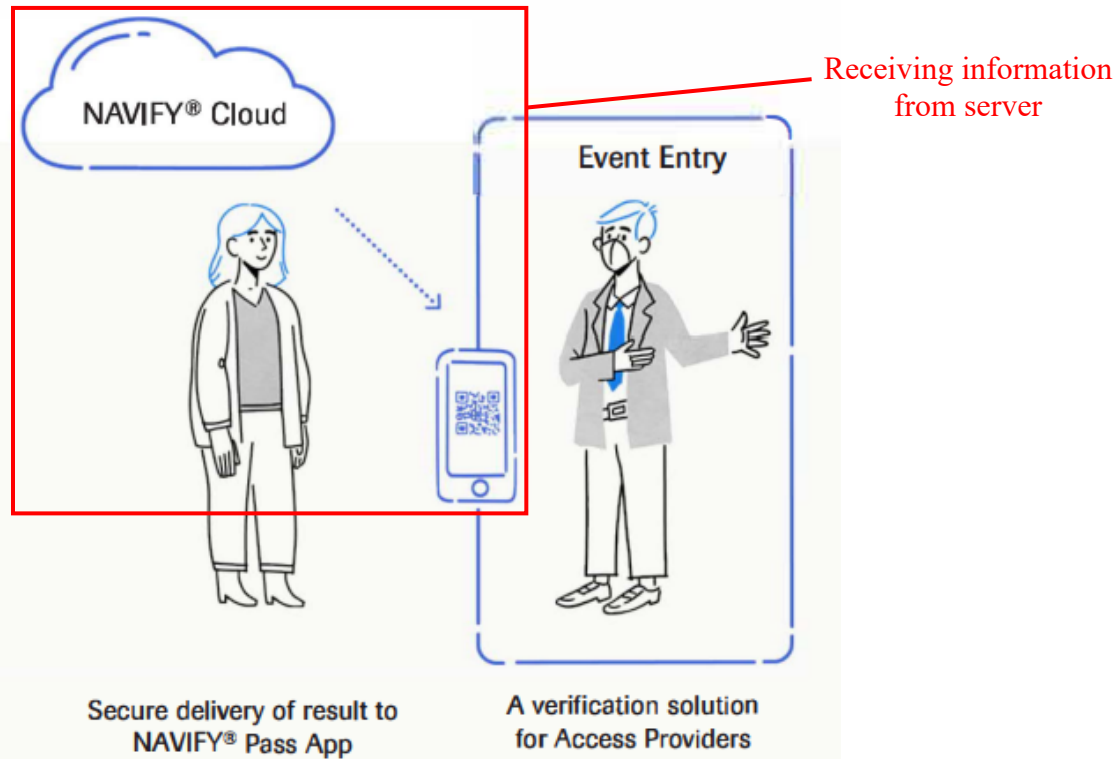 NAVIFY® Cloud
Receiving information
from server
Event Entry
Secure delivery of result to
NAVIFY® Pass App
A verification solution
for Access Providers